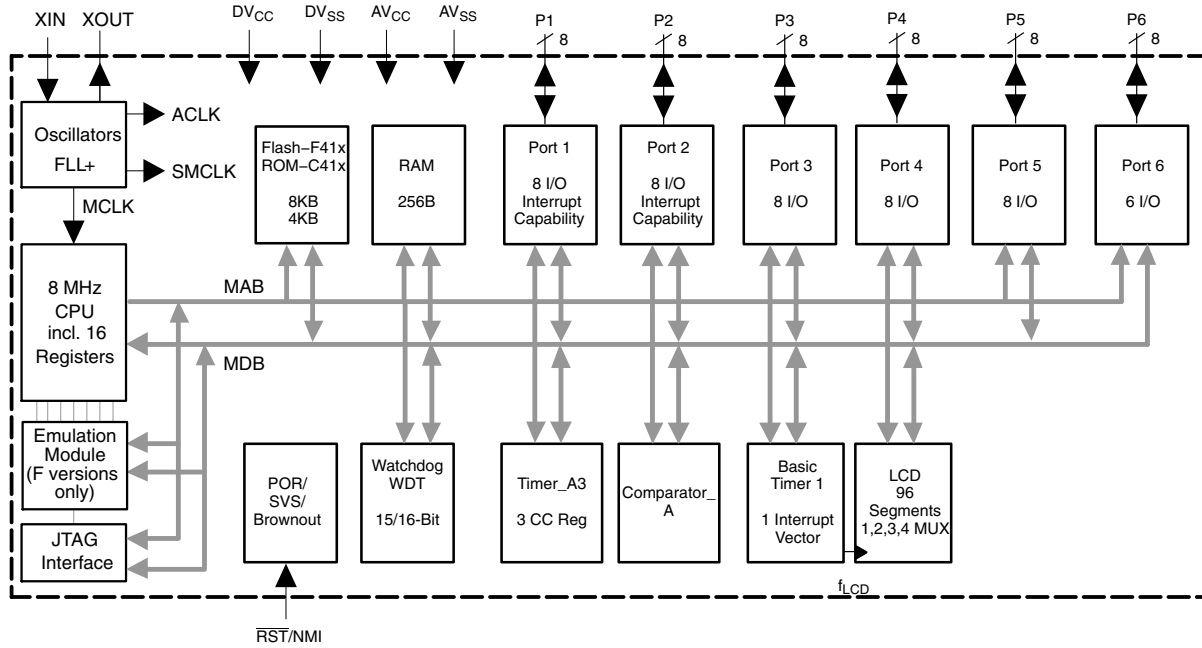 XIN XOUT DVCC DVSS AVCC AVSS P1 P2 P3 P4 P5 P6
8 8 8 8 8 8
Oscillators
FLL+
ACLK
SMCLK
MCLK
Flash−F41x
ROM−C41x
8KB
4KB
RAM
256B
Port 1
8 I/O
Interrupt
Capability
Port 2
8 I/O
Interrupt
Capability
Port 3
8 I/O
Port 4
8 I/O
Port 5
8 I/O
Port 6
6 I/O
8 MHz
CPU
incl. 16
Registers
MAB
MDB
Emulation
Module
(F versions
only)
JTAG
Interface
POR/
SVS/
Brownout
Watchdog
WDT
15/16-Bit
Timer_A3
3 CC Reg
Comparator_
A
Basic
Timer 1
1 Interrupt
Vector
LCD
96
Segments
1,2,3,4 MUX
fLCD
RST/NMI